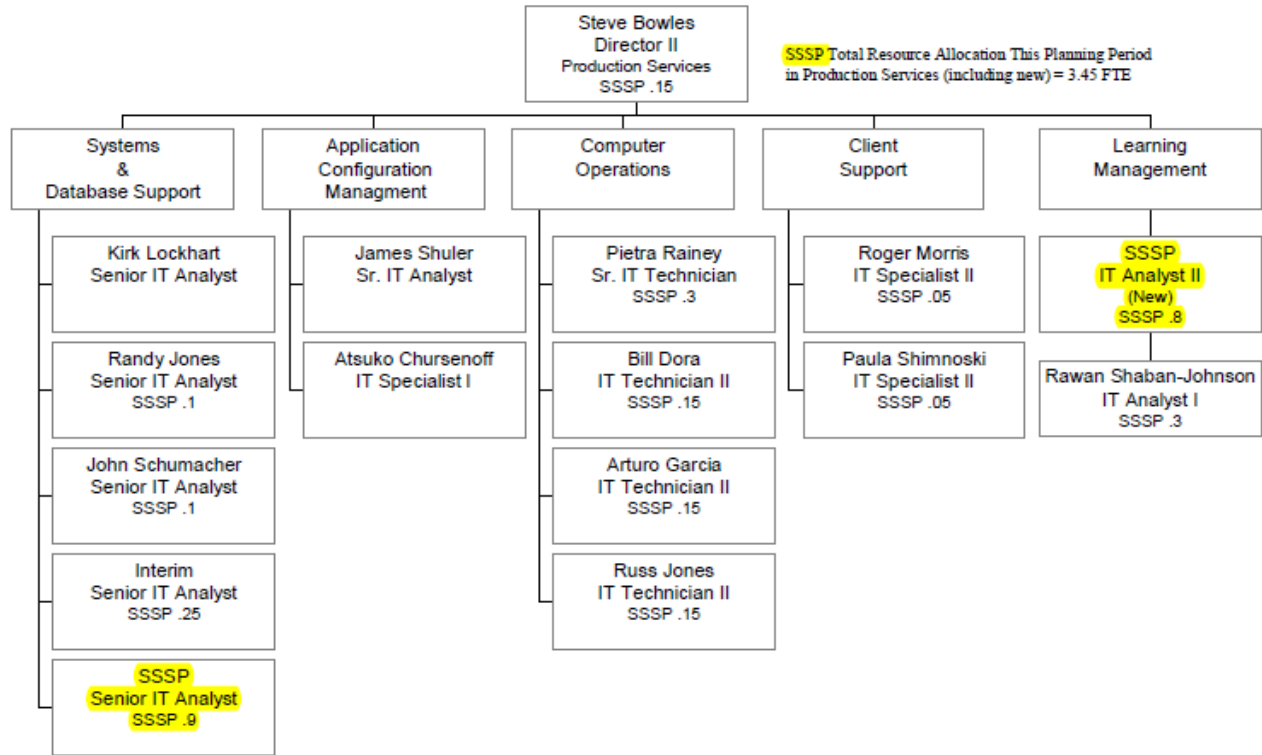 Steve Bowles
Director II
Production Services
SSSP .15
SSSP Total Resource Allocation This Planning Period
in Production Services (including new) = 3.45 FTE
Systems
&
Database Support
Kirk Lockhart
Senior IT Analyst
Randy Jones
Senior IT Analyst
SSSP .1
John Schumacher
Senior IT Analyst
SSSP .1
Interim
Senior IT Analyst
SSSP .25
SSSP
Senior IT Analyst
SSSP .9
Application
Configuration
Managment
James Shuler
Sr. IT Analyst
Atsuko Chursenoff
IT Specialist I
Computer
Operations
Pietra Rainey
Sr. IT Technician
SSSP .3
Bill Dora
IT Technician II
SSSP .15
Arturo Garcia
IT Technician II
SSSP .15
Russ Jones
IT Technician II
SSSP .15
Client
Support
Roger Morris
IT Specialist II
SSSP .05
Paula Shimnoski
IT Specialist II
SSSP .05
Learning
Management
SSSP
IT Analyst II
(New)
SSSP .8
Rawan Shaban-Johnson
IT Analyst I
SSSP .3